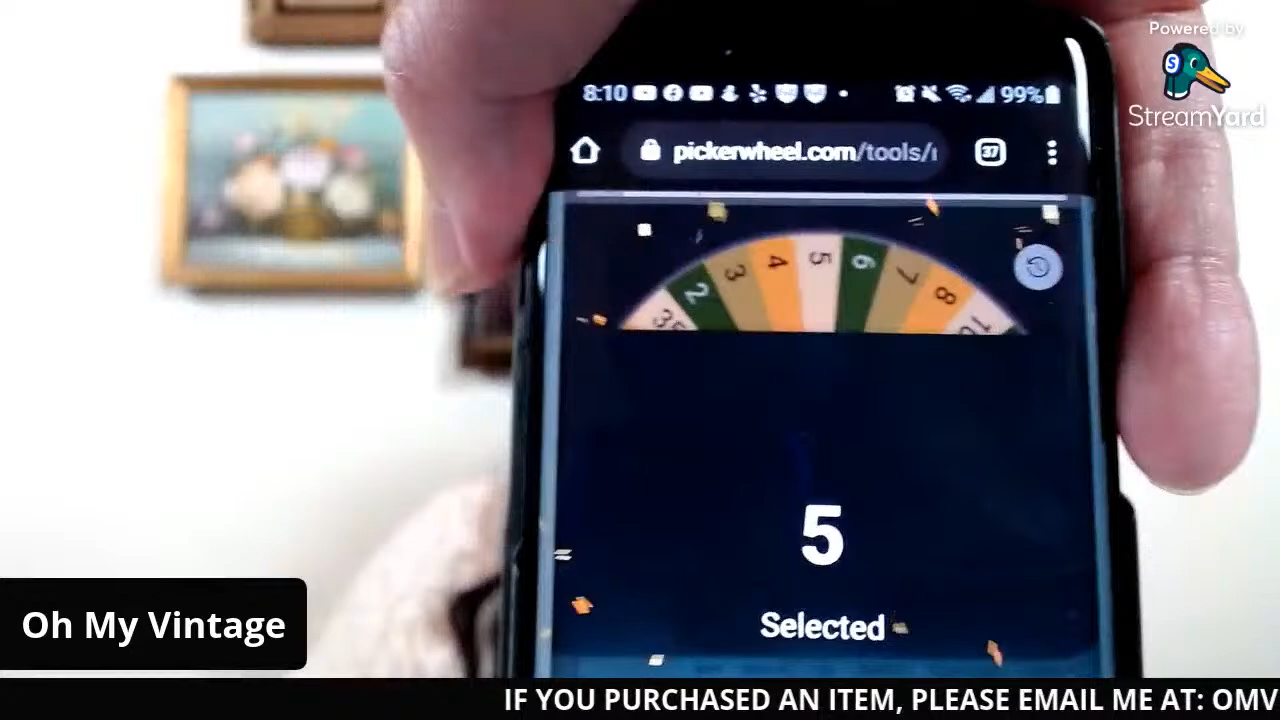 Powered by
StreamYard
8:10 99%
pickerwheel.com/tools/
37
2 3 4 5 6 7 8
5
Selected
Oh My Vintage
IF YOU PURCHASED AN ITEM, PLEASE EMAIL ME AT: OMV